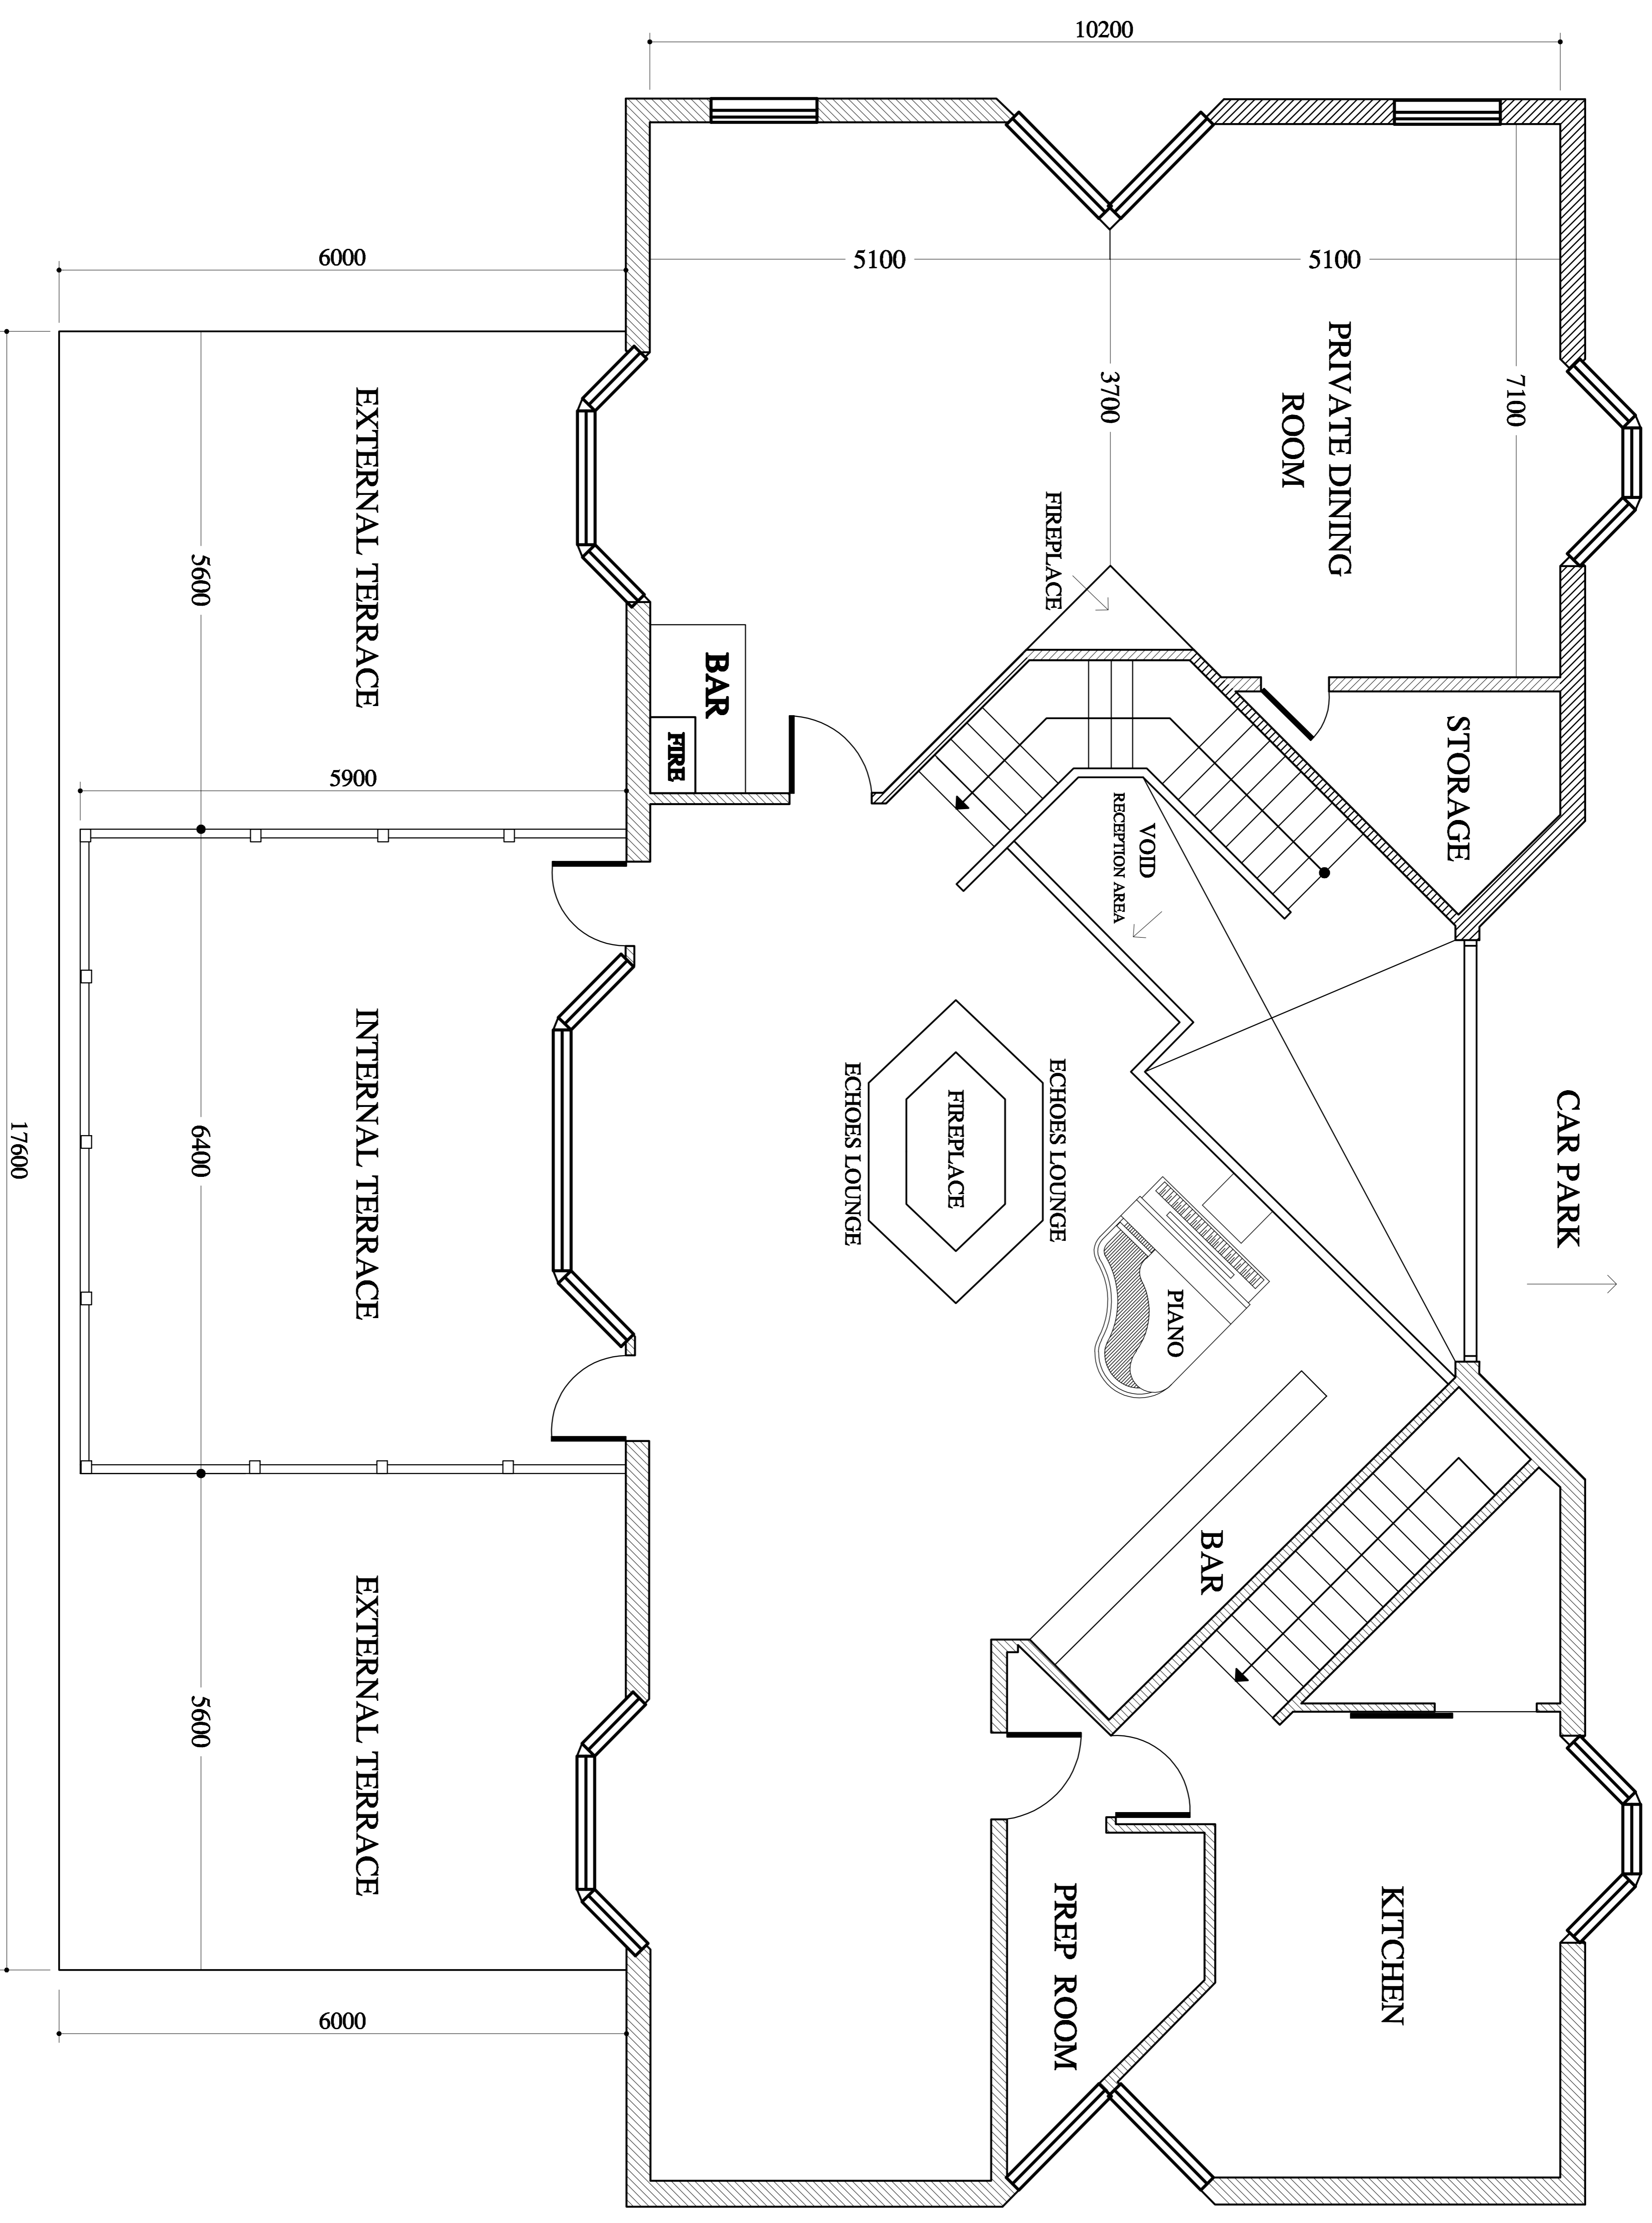 10200
6000
5100
5100
3700
7100
PRIVATE DINING
ROOM
FIREPLACE
EXTERNAL TERRACE
5600
BAR
FIRE
STORAGE
5900
VOID
RECEPTION AREA
CAR PARK
ECHOES LOUNGE
FIREPLACE
ECHOES LOUNGE
INTERNAL TERRACE
6400
17600
PIANO
BAR
EXTERNAL TERRACE
5600
KITCHEN
PREP ROOM
6000